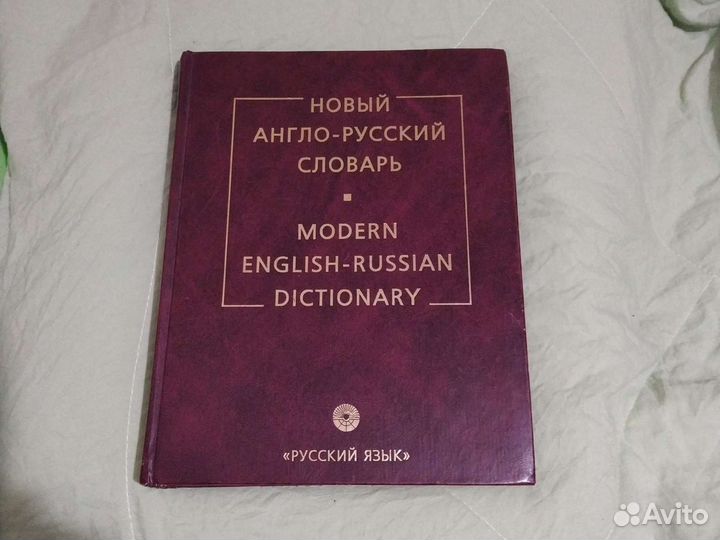 НОВЫЙ
АНГЛО-РУССКИЙ
СЛОВАРЬ
MODERN
ENGLISH-RUSSIAN
DICTIONARY
«РУССКИЙ ЯЗЫК»
Avito